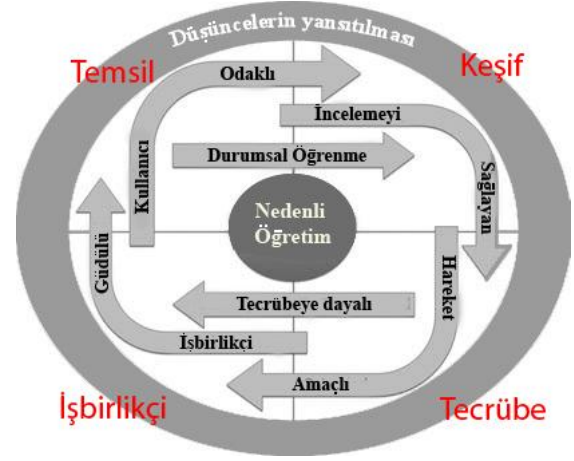 Düşüncelerin yansıtılması
Temsil
Keşif
Odaklı
Kullanıcı
İncelemeyi
Sağlayan
Durumsal Öğrenme
Nedenli
Öğretim
Güdülü
İşbirlikçi
Tecrübeye dayalı
Hareket
Amaçlı
İşbirlikçi
Tecrübe